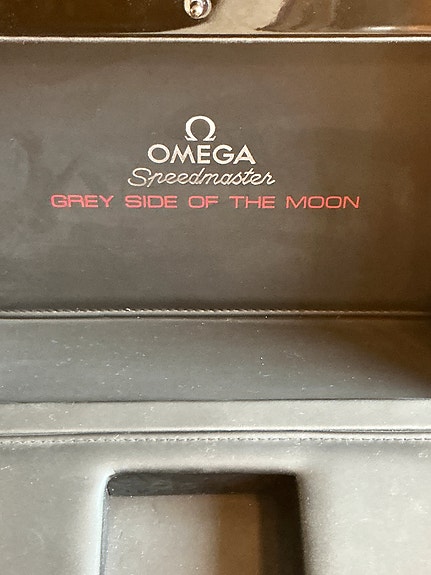 OMEGA
Speedmaster
GREY SIDE OF THE MOON